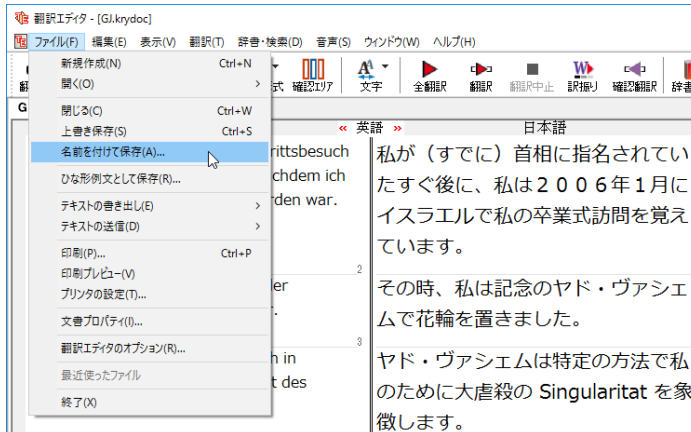 翻訳エディタ - [GJ.krydoc]
ファイル(F) 編集(E) 表示(V) 翻訳(T) 辞書・検索(D) 音声(S) ウィンドウ(W) ヘルプ(H)
新規作成(N) Ctrl+N
開く(O)
閉じる(C) Ctrl+W
上書き保存(S) Ctrl+S
名前を付けて保存(A)...
ひな形例文として保存(R)...
テキストの書き出し(E)
テキストの送信(D)
印刷(P)... Ctrl+P
印刷プレビュー(V)
プリンタの設定(T)...
文書プロパティ(I)...
翻訳エディタのオプション(R)...
最近使ったファイル
終了(X)
式 確認エリア 文字 全翻訳 翻訳 翻訳中止 訳振り 確認翻訳 辞書
G
« 英語 » 日本語
rittsbesuch
chdem ich
rden war.
私が（すでに）首相に指名されてい
たすぐ後に、私は２００６年１月に
イスラエルで私の卒業式訪問を覚え
ています。
2
der
r.
その時、私は記念のヤド・ヴァシェ
ムで花輪を置きました。
3
h in
t des
ヤド・ヴァシェムは特定の方法で私
のために大虐殺の Singularitat を象
徴します。